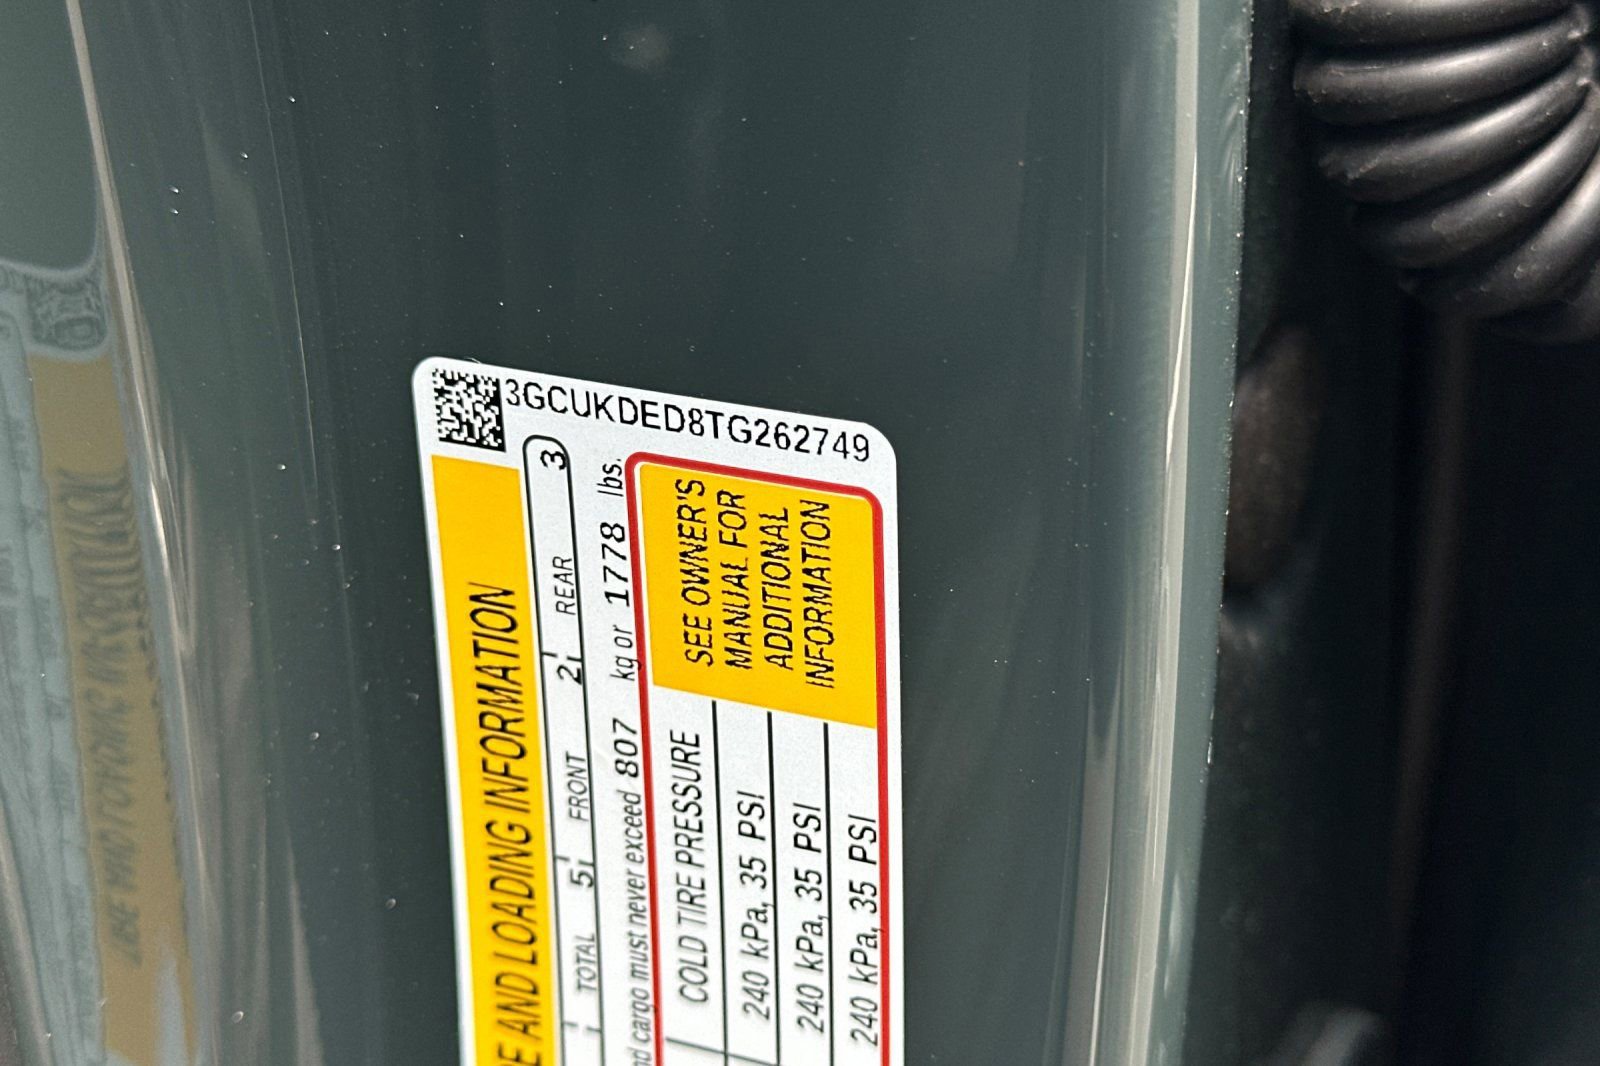 3GCUKDED8TG262749
E AND LOADING INFORMATION
TOTAL 5 FRONT 2 REAR 3
nd cargo must never exceed 807 kg or 1778 lbs.
COLD TIRE PRESSURE
240 kPa, 35 PSI
240 kPa, 35 PSI
240 kPa, 35 PSI
SEE OWNER'S
MANUAL FOR
ADDITIONAL
INFORMATION